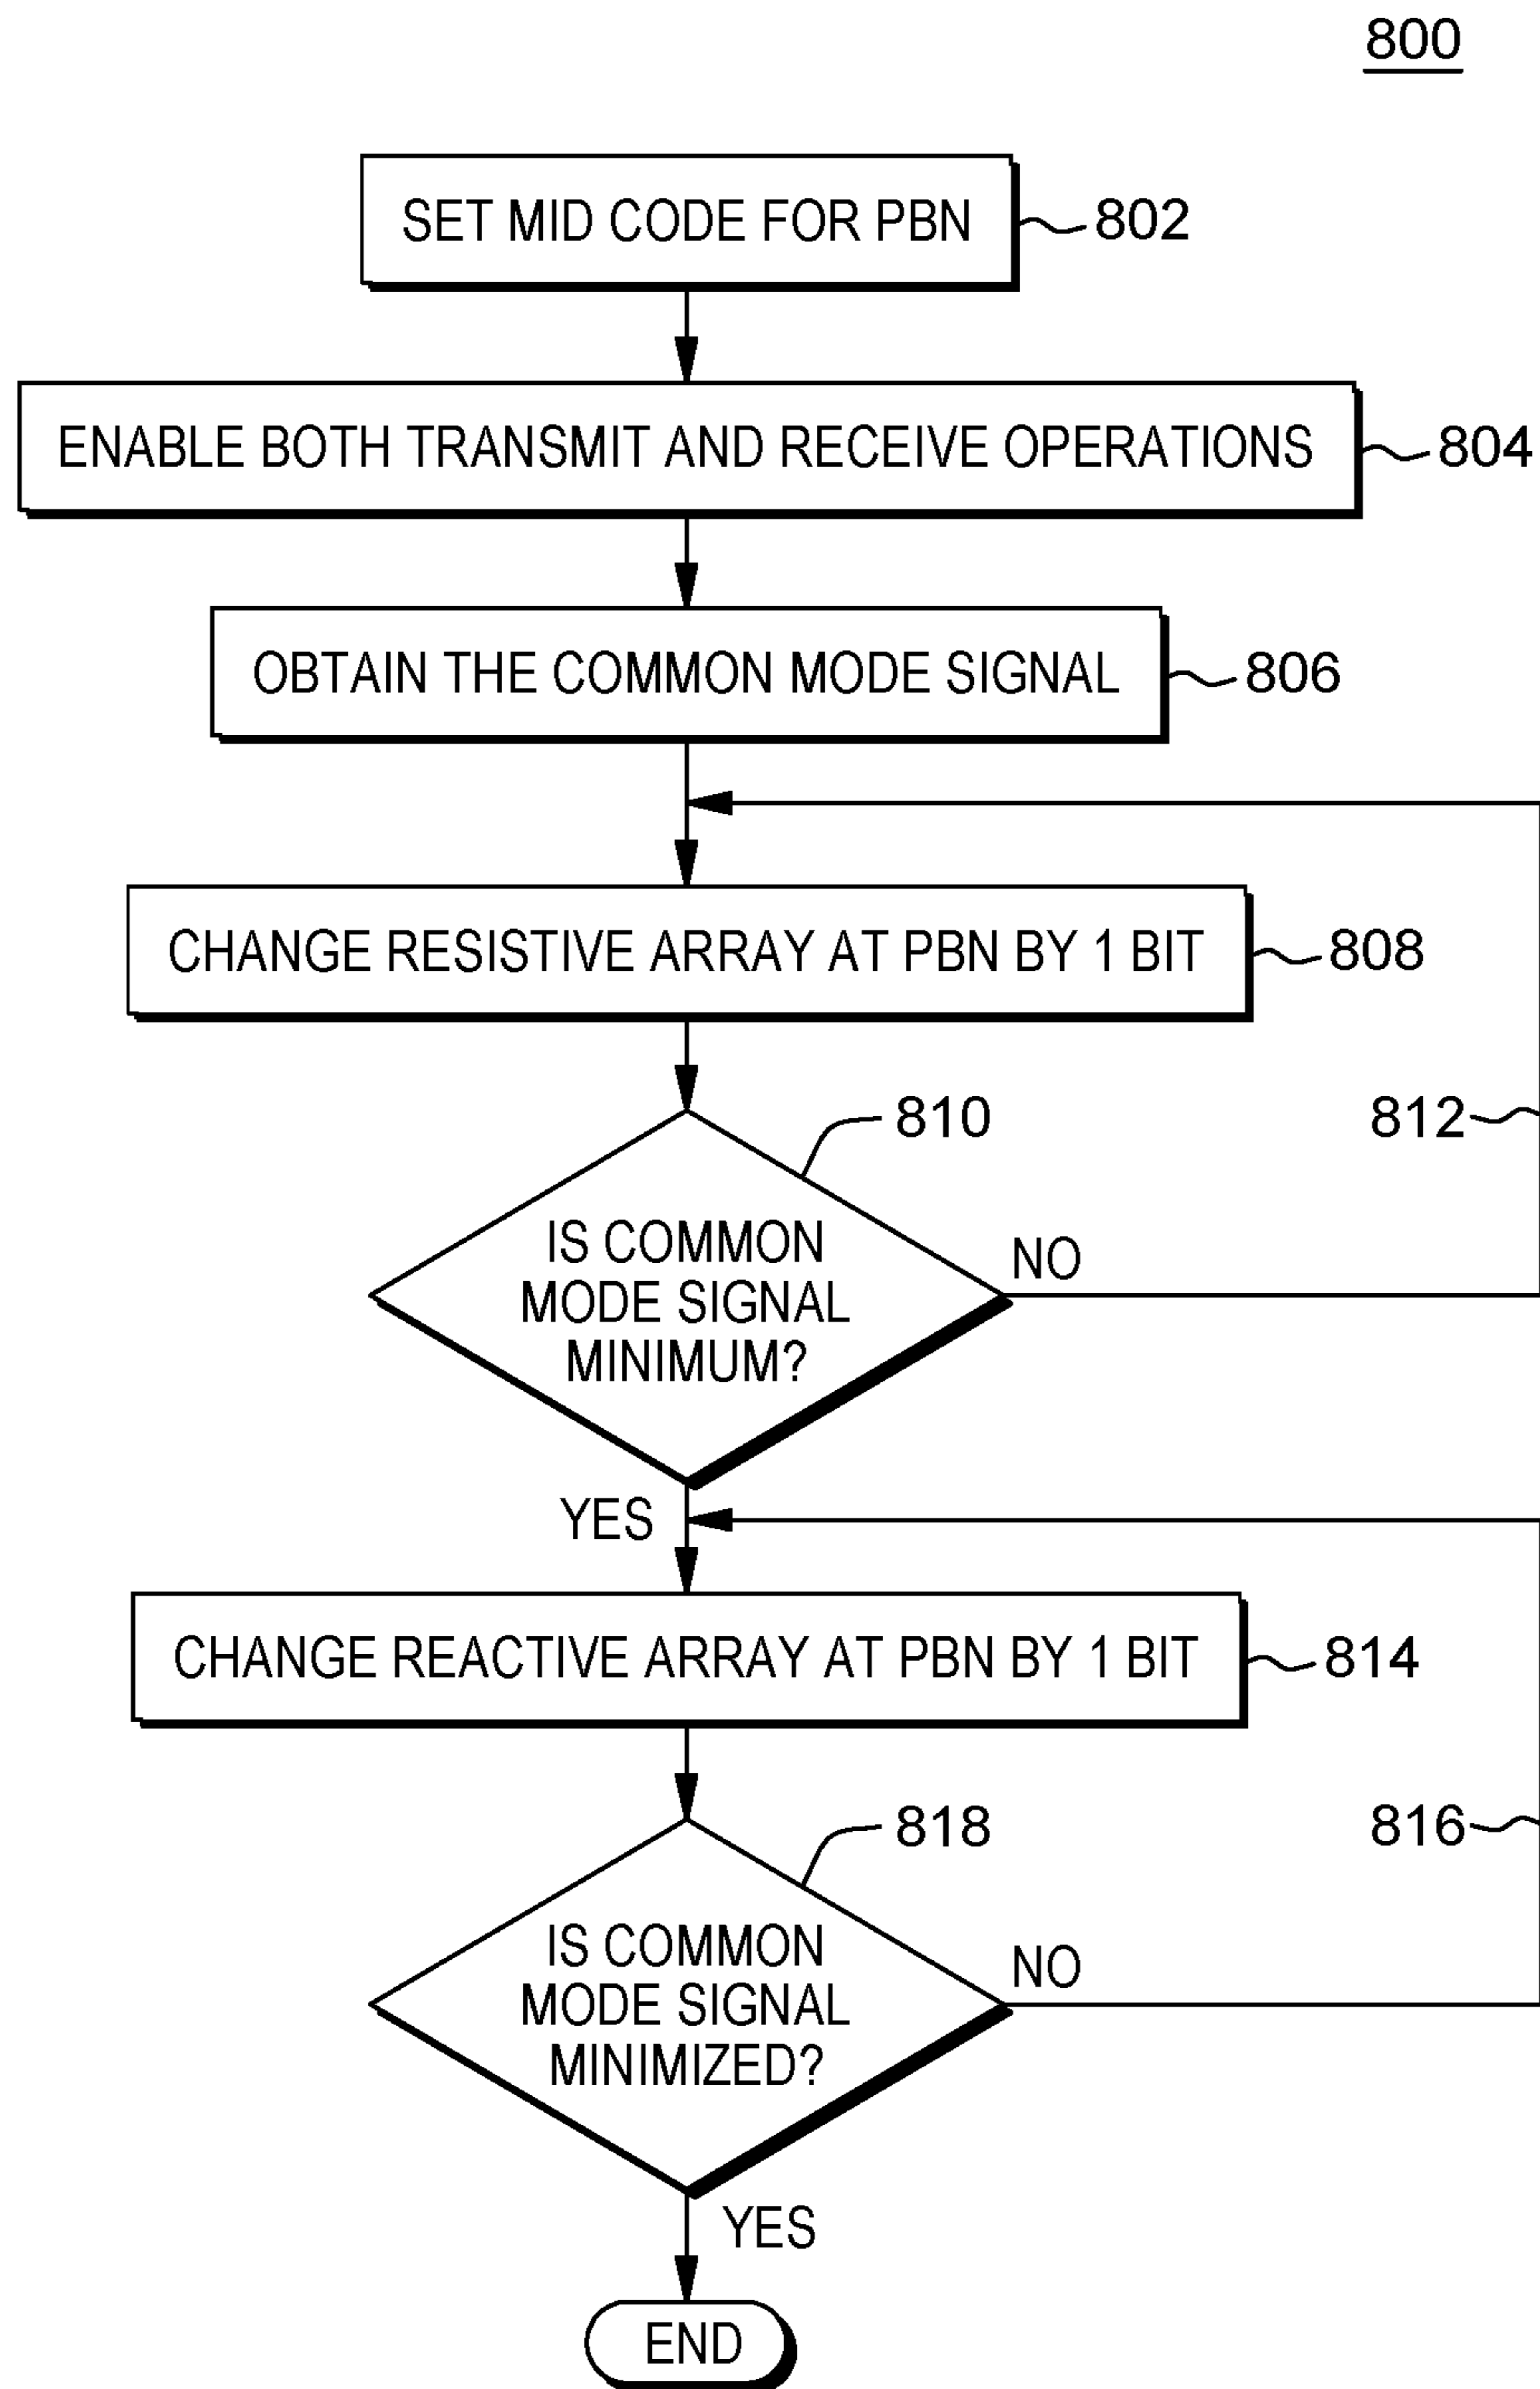 800
SET MID CODE FOR PBN
802
ENABLE BOTH TRANSMIT AND RECEIVE OPERATIONS
804
OBTAIN THE COMMON MODE SIGNAL
806
CHANGE RESISTIVE ARRAY AT PBN BY 1 BIT
808
810
812
IS COMMON
MODE SIGNAL
MINIMUM?
NO
YES
CHANGE REACTIVE ARRAY AT PBN BY 1 BIT
814
818
816
IS COMMON
MODE SIGNAL
MINIMIZED?
NO
YES
END